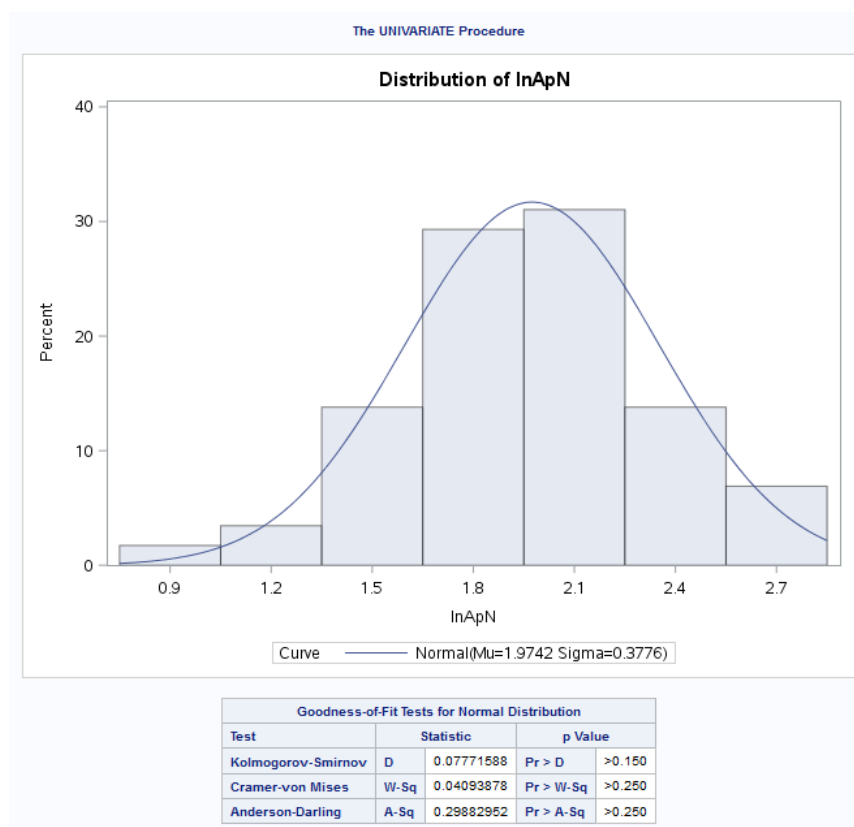 The UNIVARIATE Procedure
Distribution of lnApN
40
30
20
10
0
Percent
0.9 1.2 1.5 1.8 2.1 2.4 2.7
lnApN
Curve Normal(Mu=1.9742 Sigma=0.3776)
Goodness-of-Fit Tests for Normal Distribution
Test Statistic p Value
Kolmogorov-Smirnov D 0.07771588 Pr > D >0.150
Cramer-von Mises W-Sq 0.04093878 Pr > W-Sq >0.250
Anderson-Darling A-Sq 0.29882952 Pr > A-Sq >0.250